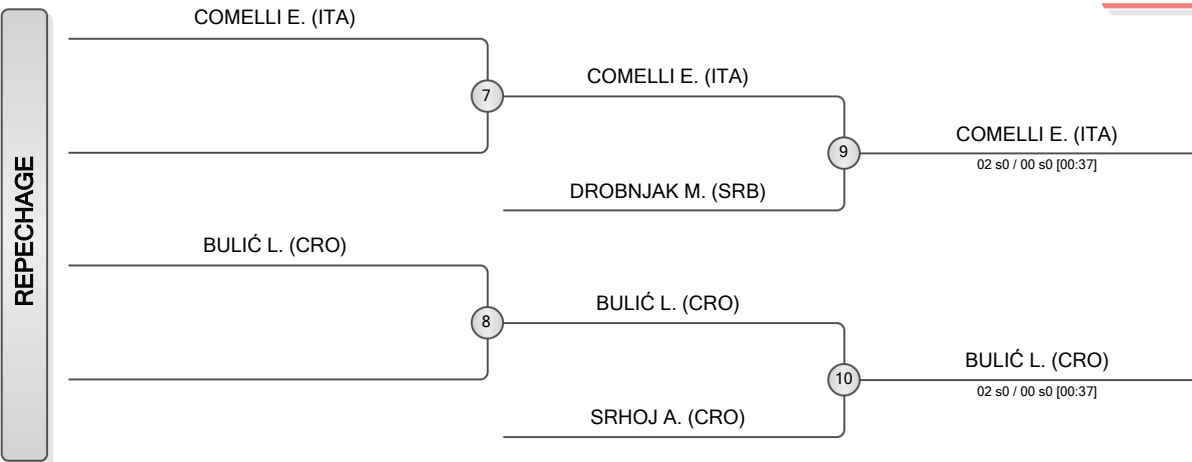 REPECHAGE
COMELLI E. (ITA)
7
COMELLI E. (ITA)
9
COMELLI E. (ITA)
02 s0 / 00 s0 [00:37]
DROBNJAK M. (SRB)
BULIĆ L. (CRO)
8
BULIĆ L. (CRO)
10
BULIĆ L. (CRO)
02 s0 / 00 s0 [00:37]
SRHOJ A. (CRO)